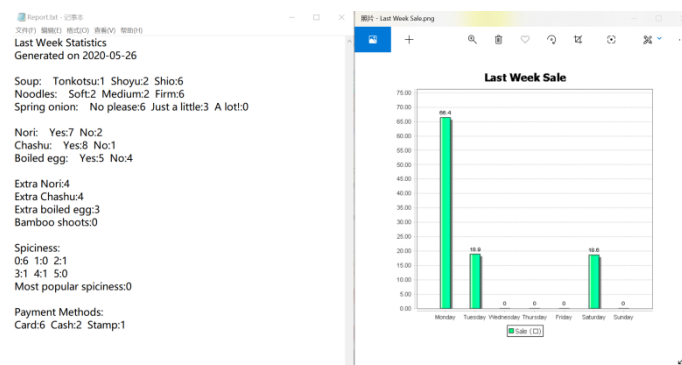 Report.txt - 记事本
文件(F) 编辑(E) 格式(O) 查看(V) 帮助(H)
Last Week Statistics
Generated on 2020-05-26
Soup: Tonkotsu:1 Shoyu:2 Shio:6
Noodles: Soft:2 Medium:2 Firm:6
Spring onion: No please:6 Just a little:3 A lot!:0
Nori: Yes:7 No:2
Chashu: Yes:8 No:1
Boiled egg: Yes:5 No:4
Extra Nori:4
Extra Chashu:4
Extra boiled egg:3
Bamboo shoots:0
Spiciness:
0:6 1:0 2:1
3:1 4:1 5:0
Most popular spiciness:0
Payment Methods:
Card:6 Cash:2 Stamp:1
照片 - Last Week Sale.png
Last Week Sale
75.00
70.00
65.00
60.00
55.00
50.00
45.00
40.00
35.00
30.00
25.00
20.00
15.00
10.00
5.00
0.00
66.4
18.9
0
0
0
18.6
0
Monday Tuesday Wednesday Thursday Friday Saturday Sunday
Sale (□)